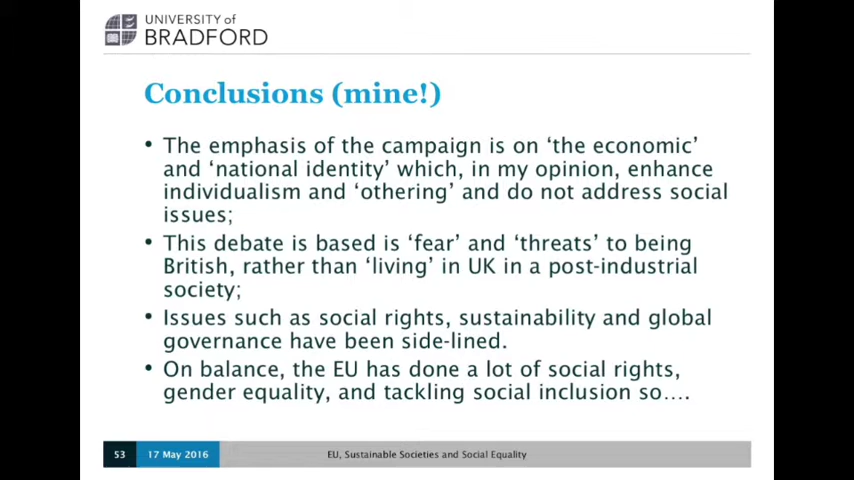 UNIVERSITY of
BRADFORD
Conclusions (mine!)
• The emphasis of the campaign is on ‘the economic’
and ‘national identity’ which, in my opinion, enhance
individualism and ‘othering’ and do not address social
issues;
• This debate is based is ‘fear’ and ‘threats’ to being
British, rather than ‘living’ in UK in a post-industrial
society;
• Issues such as social rights, sustainability and global
governance have been side-lined.
• On balance, the EU has done a lot of social rights,
gender equality, and tackling social inclusion so….
53 17 May 2016 EU, Sustainable Societies and Social Equality